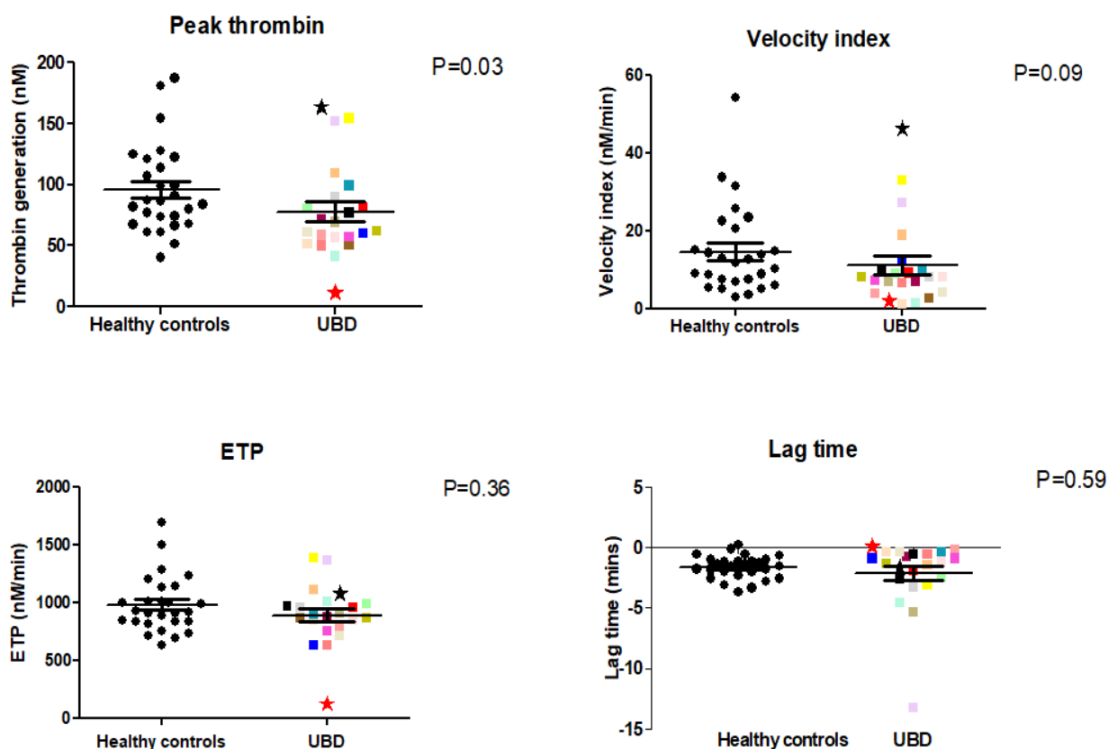 Peak thrombin
P=0.03
Thrombin generation (nM)
200
150
100
50
0
Healthy controls
UBD
Velocity index
P=0.09
Velocity index (nM/min)
60
40
20
0
Healthy controls
UBD
ETP
P=0.36
ETP (nM/min)
2000
1500
1000
500
0
Healthy controls
UBD
Lag time
P=0.59
Lag time (mins)
5
0
-5
-10
-15
Healthy controls
UBD